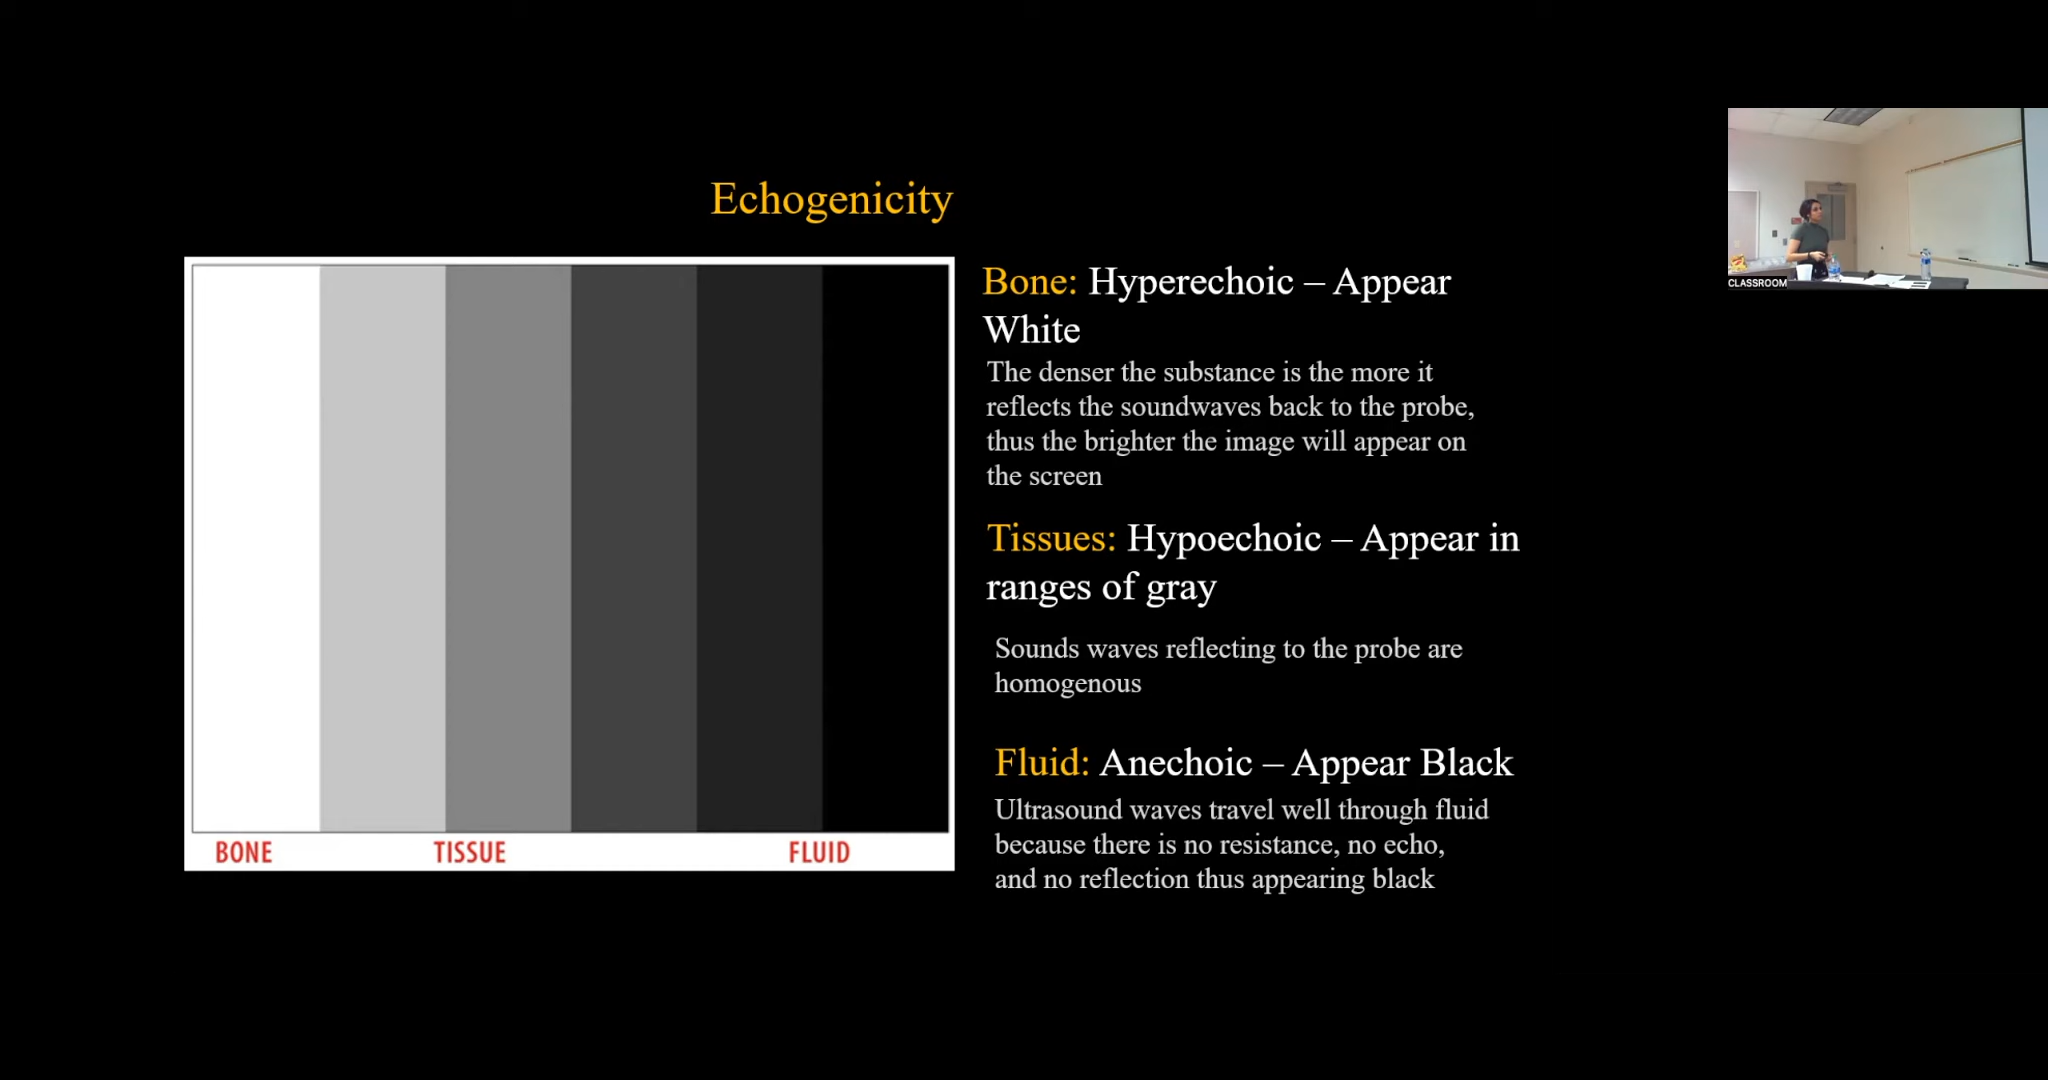 Echogenicity
BONE
TISSUE
FLUID
Bone: Hyperechoic – Appear
White
The denser the substance is the more it
reflects the soundwaves back to the probe,
thus the brighter the image will appear on
the screen
Tissues: Hypoechoic – Appear in
ranges of gray
Sounds waves reflecting to the probe are
homogenous
Fluid: Anechoic – Appear Black
Ultrasound waves travel well through fluid
because there is no resistance, no echo,
and no reflection thus appearing black
CLASSROOM